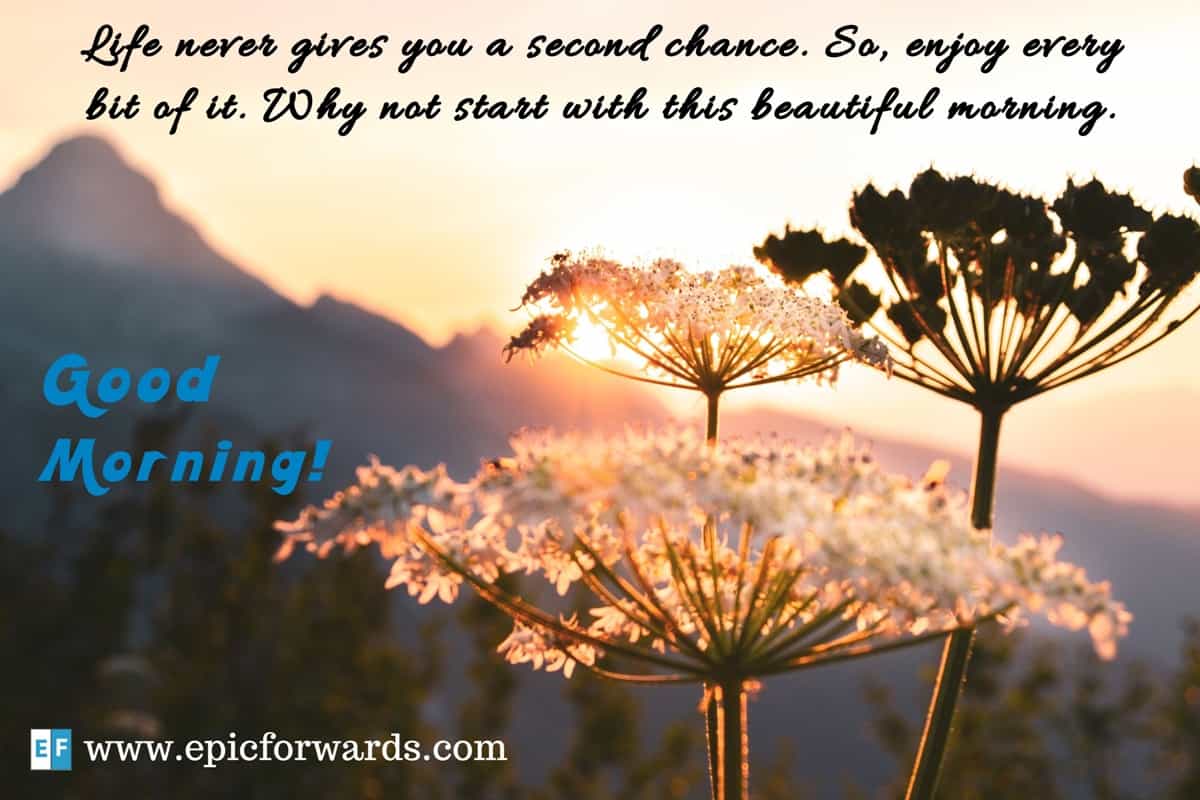 Life never gives you a second chance. So, enjoy every
bit of it. Why not start with this beautiful morning.
Good
Morning!
EF www.epicforwards.com